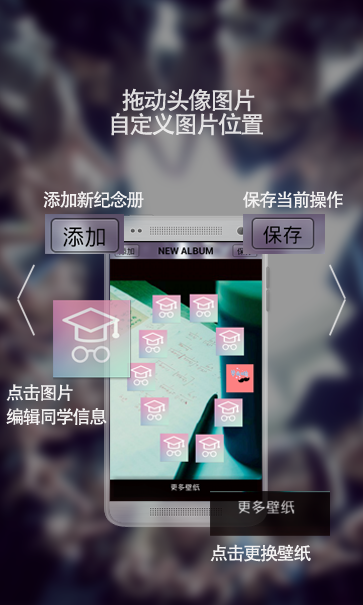 拖动头像图片
自定义图片位置
添加新纪念册
保存当前操作
添加
保存
添加
NEW ALBUM
点击图片
编辑同学信息
更多壁纸
更多壁纸
点击更换壁纸